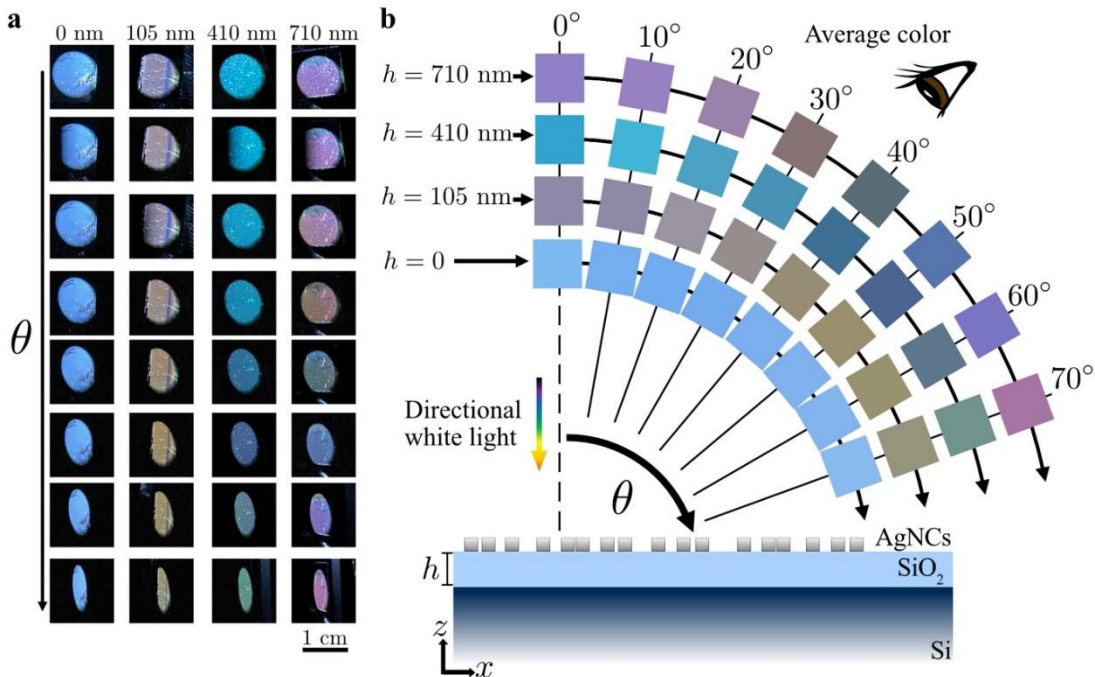 a
0 nm 105 nm 410 nm 710 nm
θ
1 cm
b
0°
10°
20°
30°
40°
50°
60°
70°
Average color
h = 710 nm
h = 410 nm
h = 105 nm
h = 0
Directional
white light
θ
AgNCs
h
SiO₂
Si
z
x